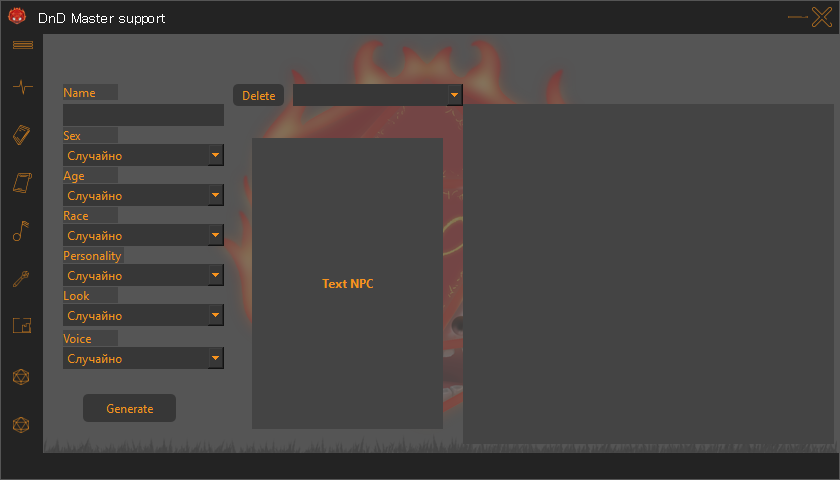 DnD Master support
Name
Delete
Sex
Случайно
Age
Случайно
Race
Случайно
Personality
Случайно
Look
Случайно
Voice
Случайно
Generate
Text NPC